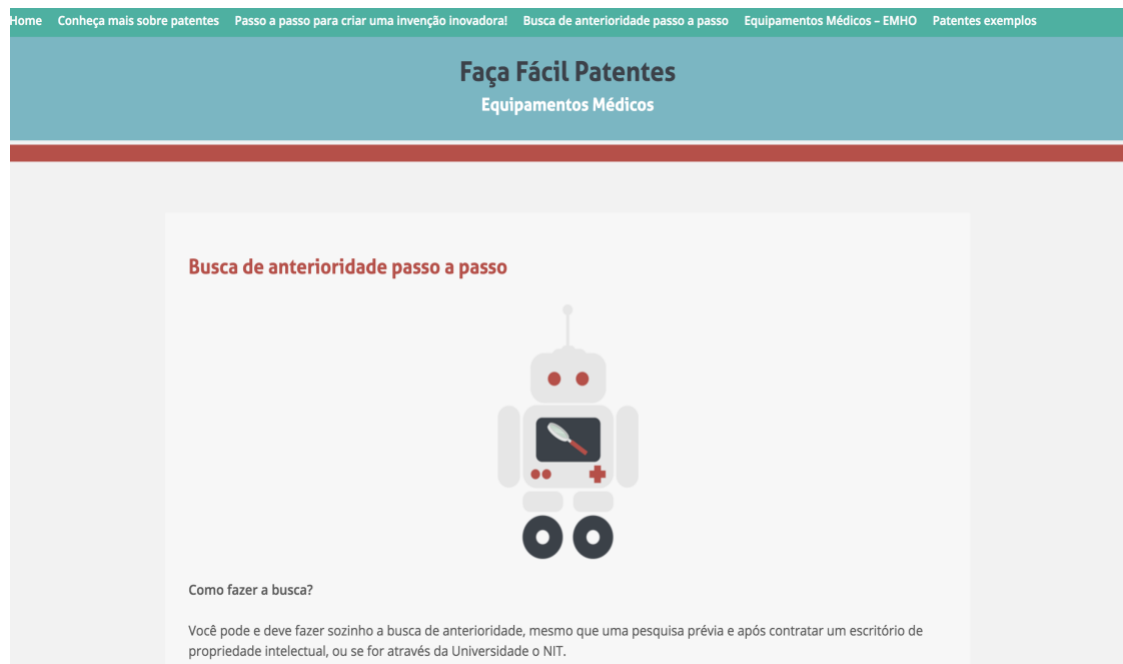 Home Conheça mais sobre patentes Passo a passo para criar uma invenção inovadora! Busca de anterioridade passo a passo Equipamentos Médicos – EMHO Patentes exemplos
Faça Fácil Patentes
Equipamentos Médicos
Busca de anterioridade passo a passo
Como fazer a busca?
Você pode e deve fazer sozinho a busca de anterioridade, mesmo que uma pesquisa prévia e após contratar um escritório de
propriedade intelectual, ou se for através da Universidade o NIT.